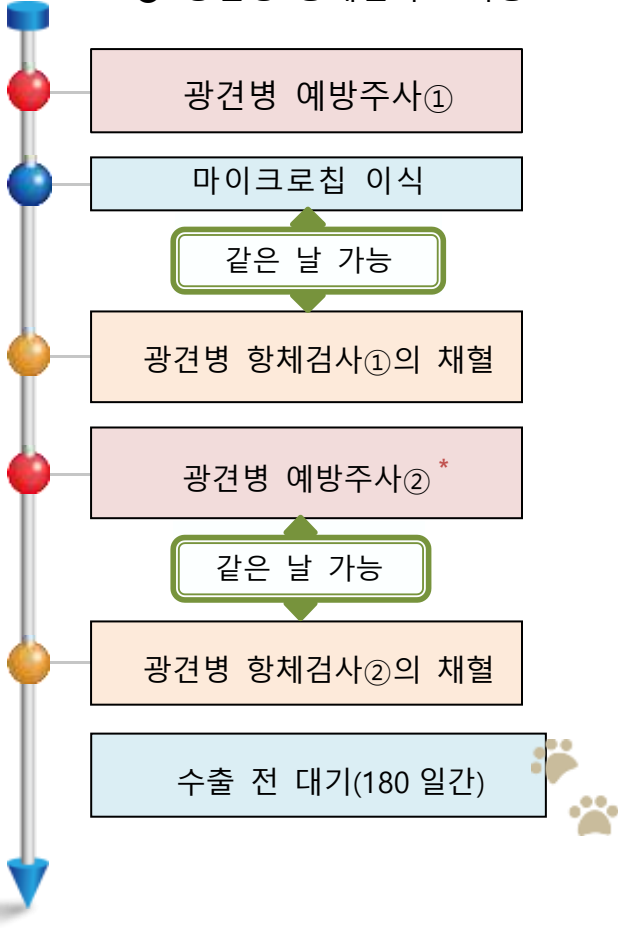 광견병 예방주사①
마이크로칩 이식
같은 날 가능
광견병 항체검사①의 채혈
광견병 예방주사②*
같은 날 가능
광견병 항체검사②의 채혈
수출 전 대기(180 일간)